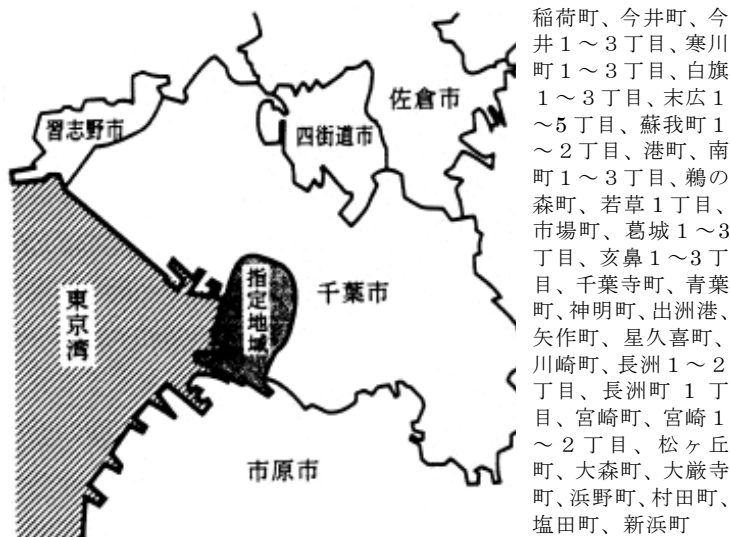 習志野市
佐倉市
四街道市
指定地域
千葉市
東京湾
市原市
稲荷町、今井町、今
井1～3丁目、寒川
町1～3丁目、白旗
1～3丁目、末広1
～5丁目、蘇我町1
～2丁目、港町、南
町1～3丁目、鵜の
森町、若草1丁目、
市場町、葛城1～3
丁目、亥鼻1～3丁
目、千葉寺町、青葉
町、神明町、出洲港、
矢作町、星久喜町、
川崎町、長洲1～2
丁目、長洲町1丁
目、宮崎町、宮崎1
～2丁目、松ヶ丘
町、大森町、大厳寺
町、浜野町、村田町、
塩田町、新浜町